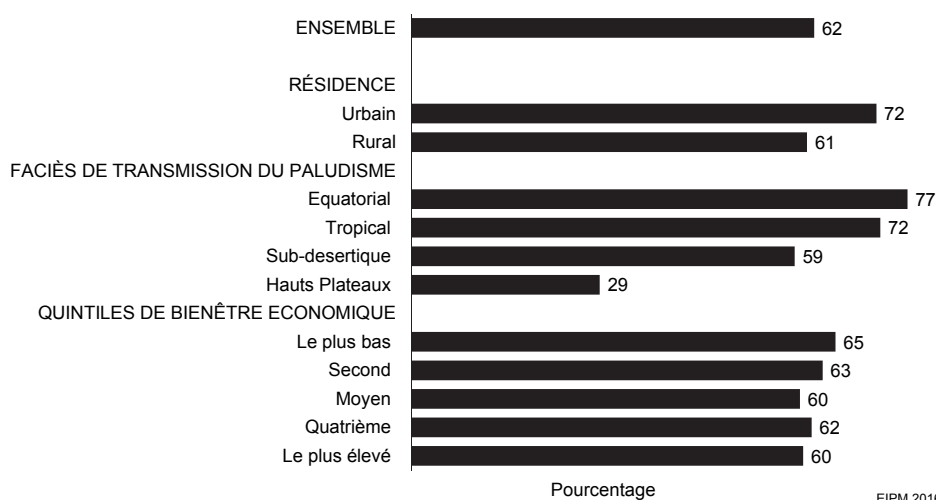 ENSEMBLE 62
RÉSIDENCE
Urbain 72
Rural 61
FACIÈS DE TRANSMISSION DU PALUDISME
Equatorial 77
Tropical 72
Sub-desertique 59
Hauts Plateaux 29
QUINTILES DE BIENÊTRE ECONOMIQUE
Le plus bas 65
Second 63
Moyen 60
Quatrième 62
Le plus élevé 60
Pourcentage
EIPM 2016